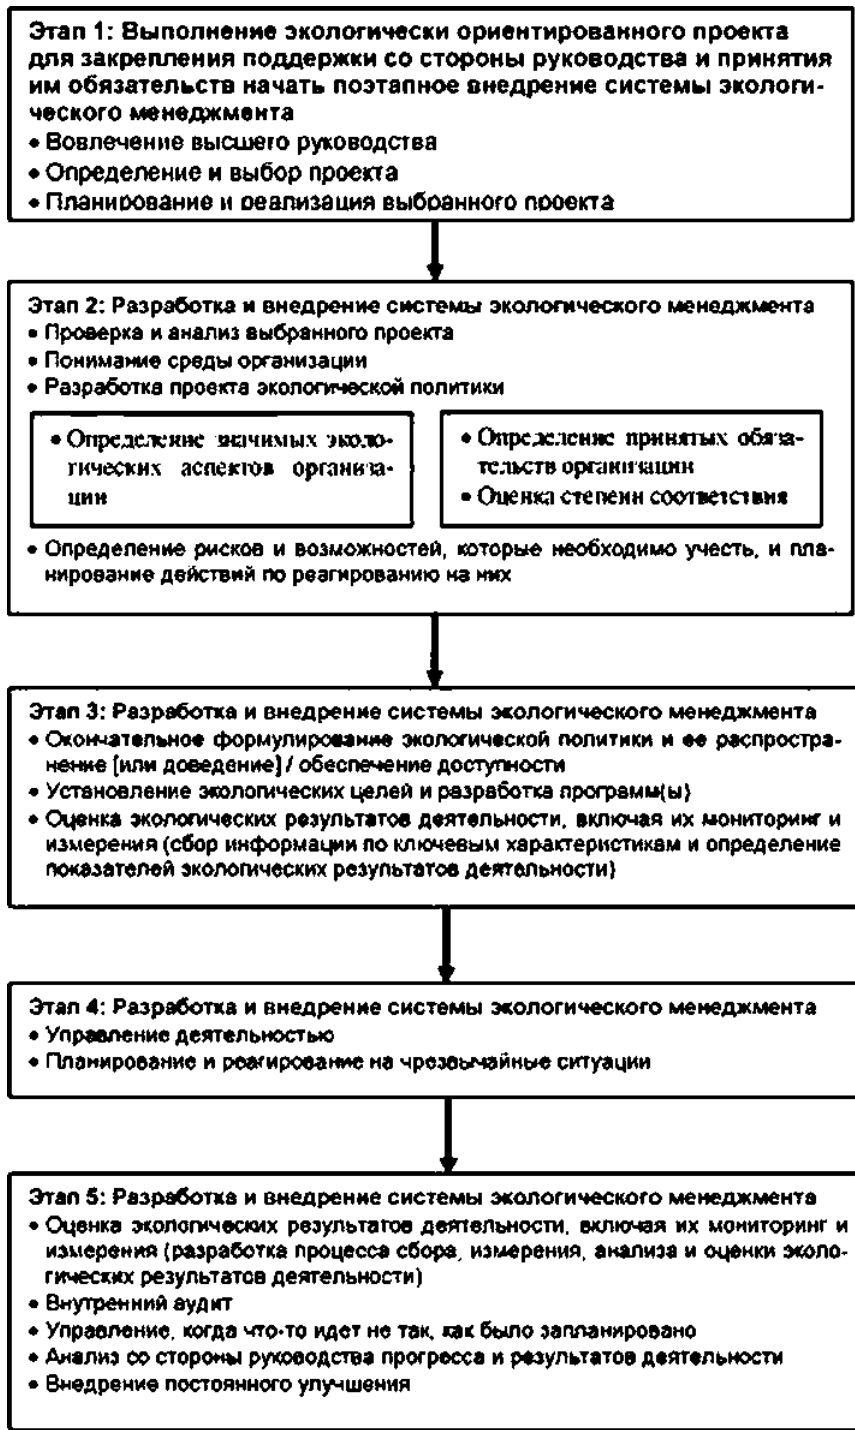 Этап 1: Выполнение экологически ориентированного проекта
для закрепления поддержки со стороны руководства и принятия
им обязательств начать поэтапное внедрение системы экологи-
ческого менеджмента
• Вовлечение высшего руководства
• Определение и выбор проекта
• Планирование и реализация выбранного проекта
Этап 2: Разработка и внедрение системы экологического менеджмента
• Проверка и анализ выбранного проекта
• Понимание среды организации
• Разработка проекта экологической политики
• Определение значимых эколо-
гических аспектов организа-
ции
• Определение принятых обяза-
тельств организации
• Оценка степени соответствия
• Определение рисков и возможностей, которые необходимо учесть, и пла-
нирование действий по реагированию на них
Этап 3: Разработка и внедрение системы экологического менеджмента
• Окончательное формулирование экологической политики и ее распростра-
нение [или доведение] / обеспечение доступности
• Установление экологических целей и разработка программ(ы)
• Оценка экологических результатов деятельности, включая их мониторинг и
измерения (сбор информации по ключевым характеристикам и определение
показателей экологических результатов деятельности)
Этап 4: Разработка и внедрение системы экологического менеджмента
• Управление деятельностью
• Планирование и реагирование на чрезвычайные ситуации
Этап 5: Разработка и внедрение системы экологического менеджмента
• Оценка экологических результатов деятельности, включая их мониторинг и
измерения (разработка процесса сбора, измерения, анализа и оценки эколо-
гических результатов деятельности)
• Внутренний аудит
• Управление, когда что-то идет не так, как было запланировано
• Анализ со стороны руководства прогресса и результатов деятельности
• Внедрение постоянного улучшения